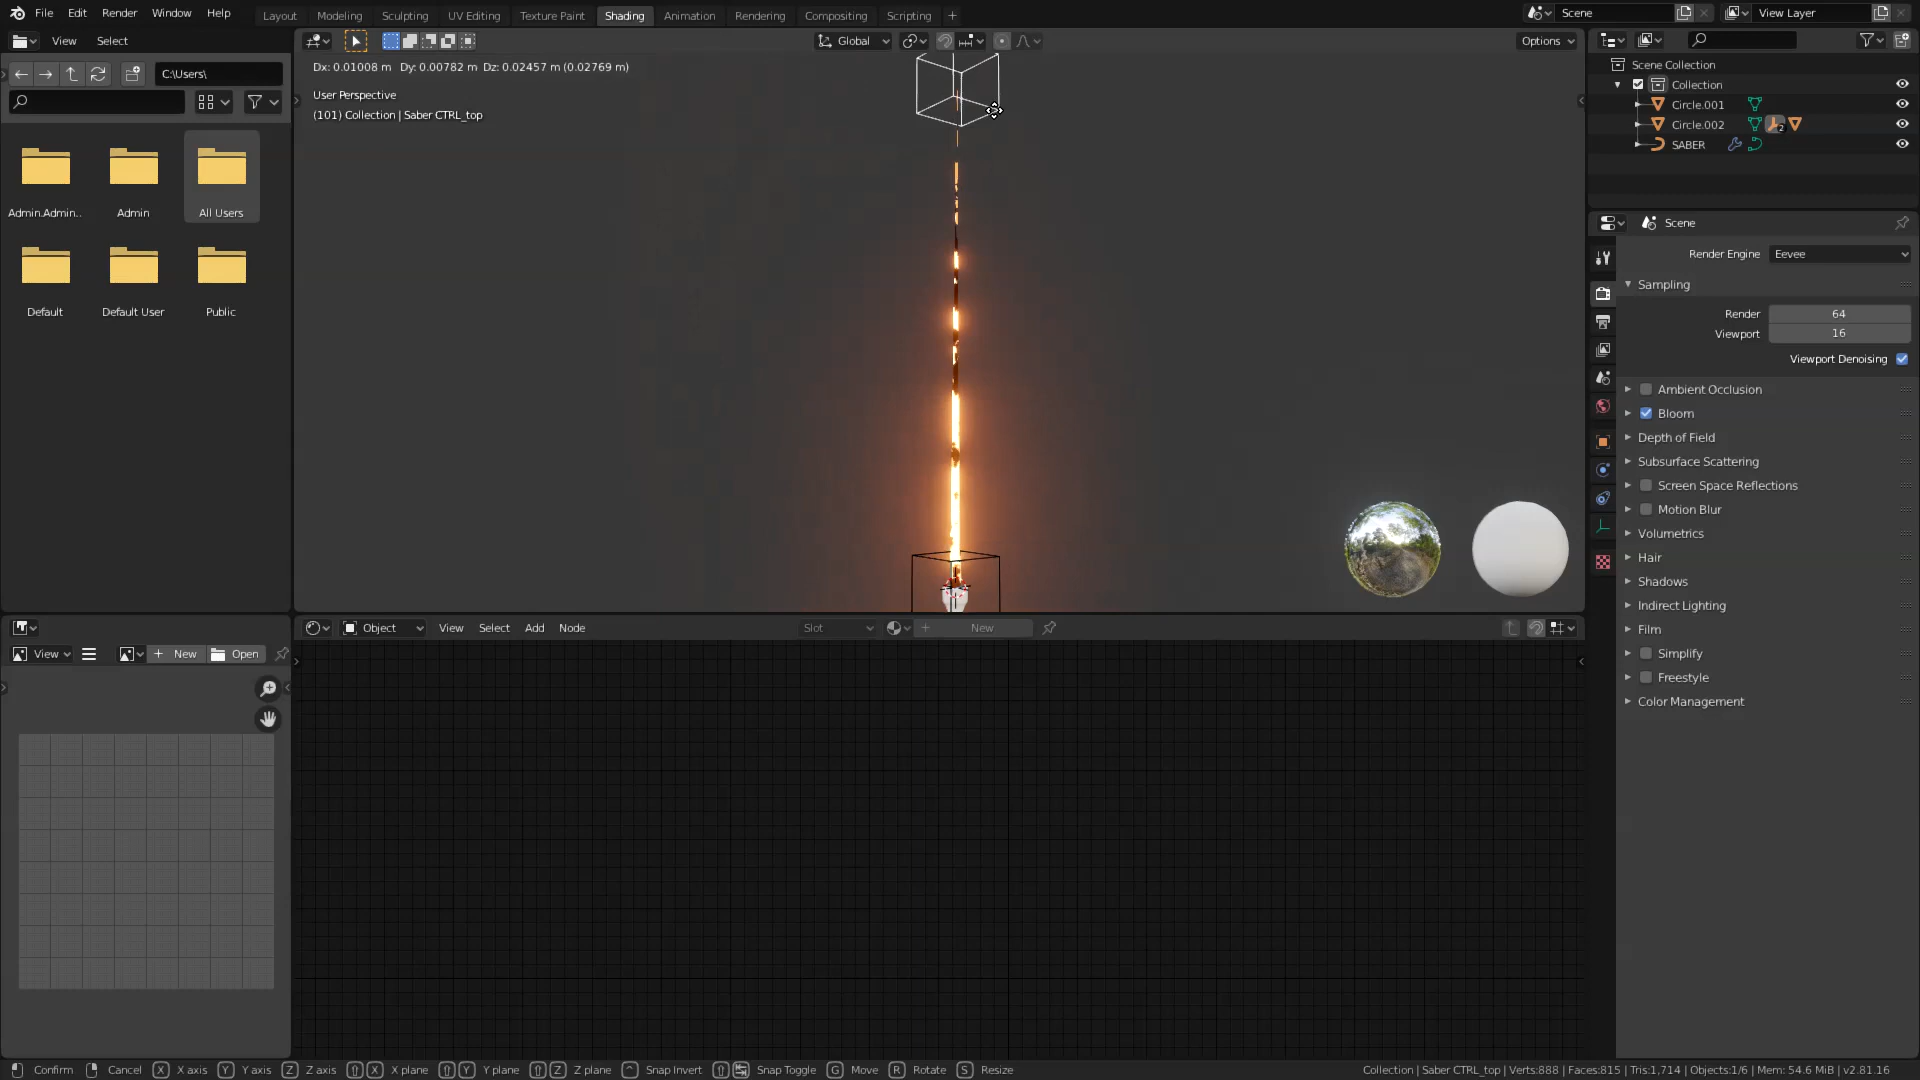 File Edit Render Window Help Layout Modeling Sculpting UV Editing Texture Paint Shading Animation Rendering Compositing Scripting + Scene View Layer
View Select
Global
Options
C:\Users\
Dx: 0.01008 m Dy: 0.00782 m Dz: 0.02457 m (0.02769 m)
User Perspective
(101) Collection | Saber CTRL_top
Admin.Admin..
Admin
All Users
Default
Default User
Public
Scene Collection
Collection
Circle.001
Circle.002
2
SABER
Scene
Render Engine Eevee
Sampling
Render 64
Viewport 16
Viewport Denoising
Ambient Occlusion
Bloom
Depth of Field
Subsurface Scattering
Screen Space Reflections
Motion Blur
Volumetrics
Hair
Shadows
Indirect Lighting
Film
Simplify
Freestyle
Color Management
Object View Select Add Node Slot + New
View + New Open
Confirm Cancel X X axis Y Y axis Z Z axis X X plane Y Y plane Z Z plane ^ Snap Invert Snap Toggle G Move R Rotate S Resize
Collection | Saber CTRL_top | Verts:888 | Faces:815 | Tris:1,714 | Objects:1/6 | Mem: 54.6 MiB | v2.81.16